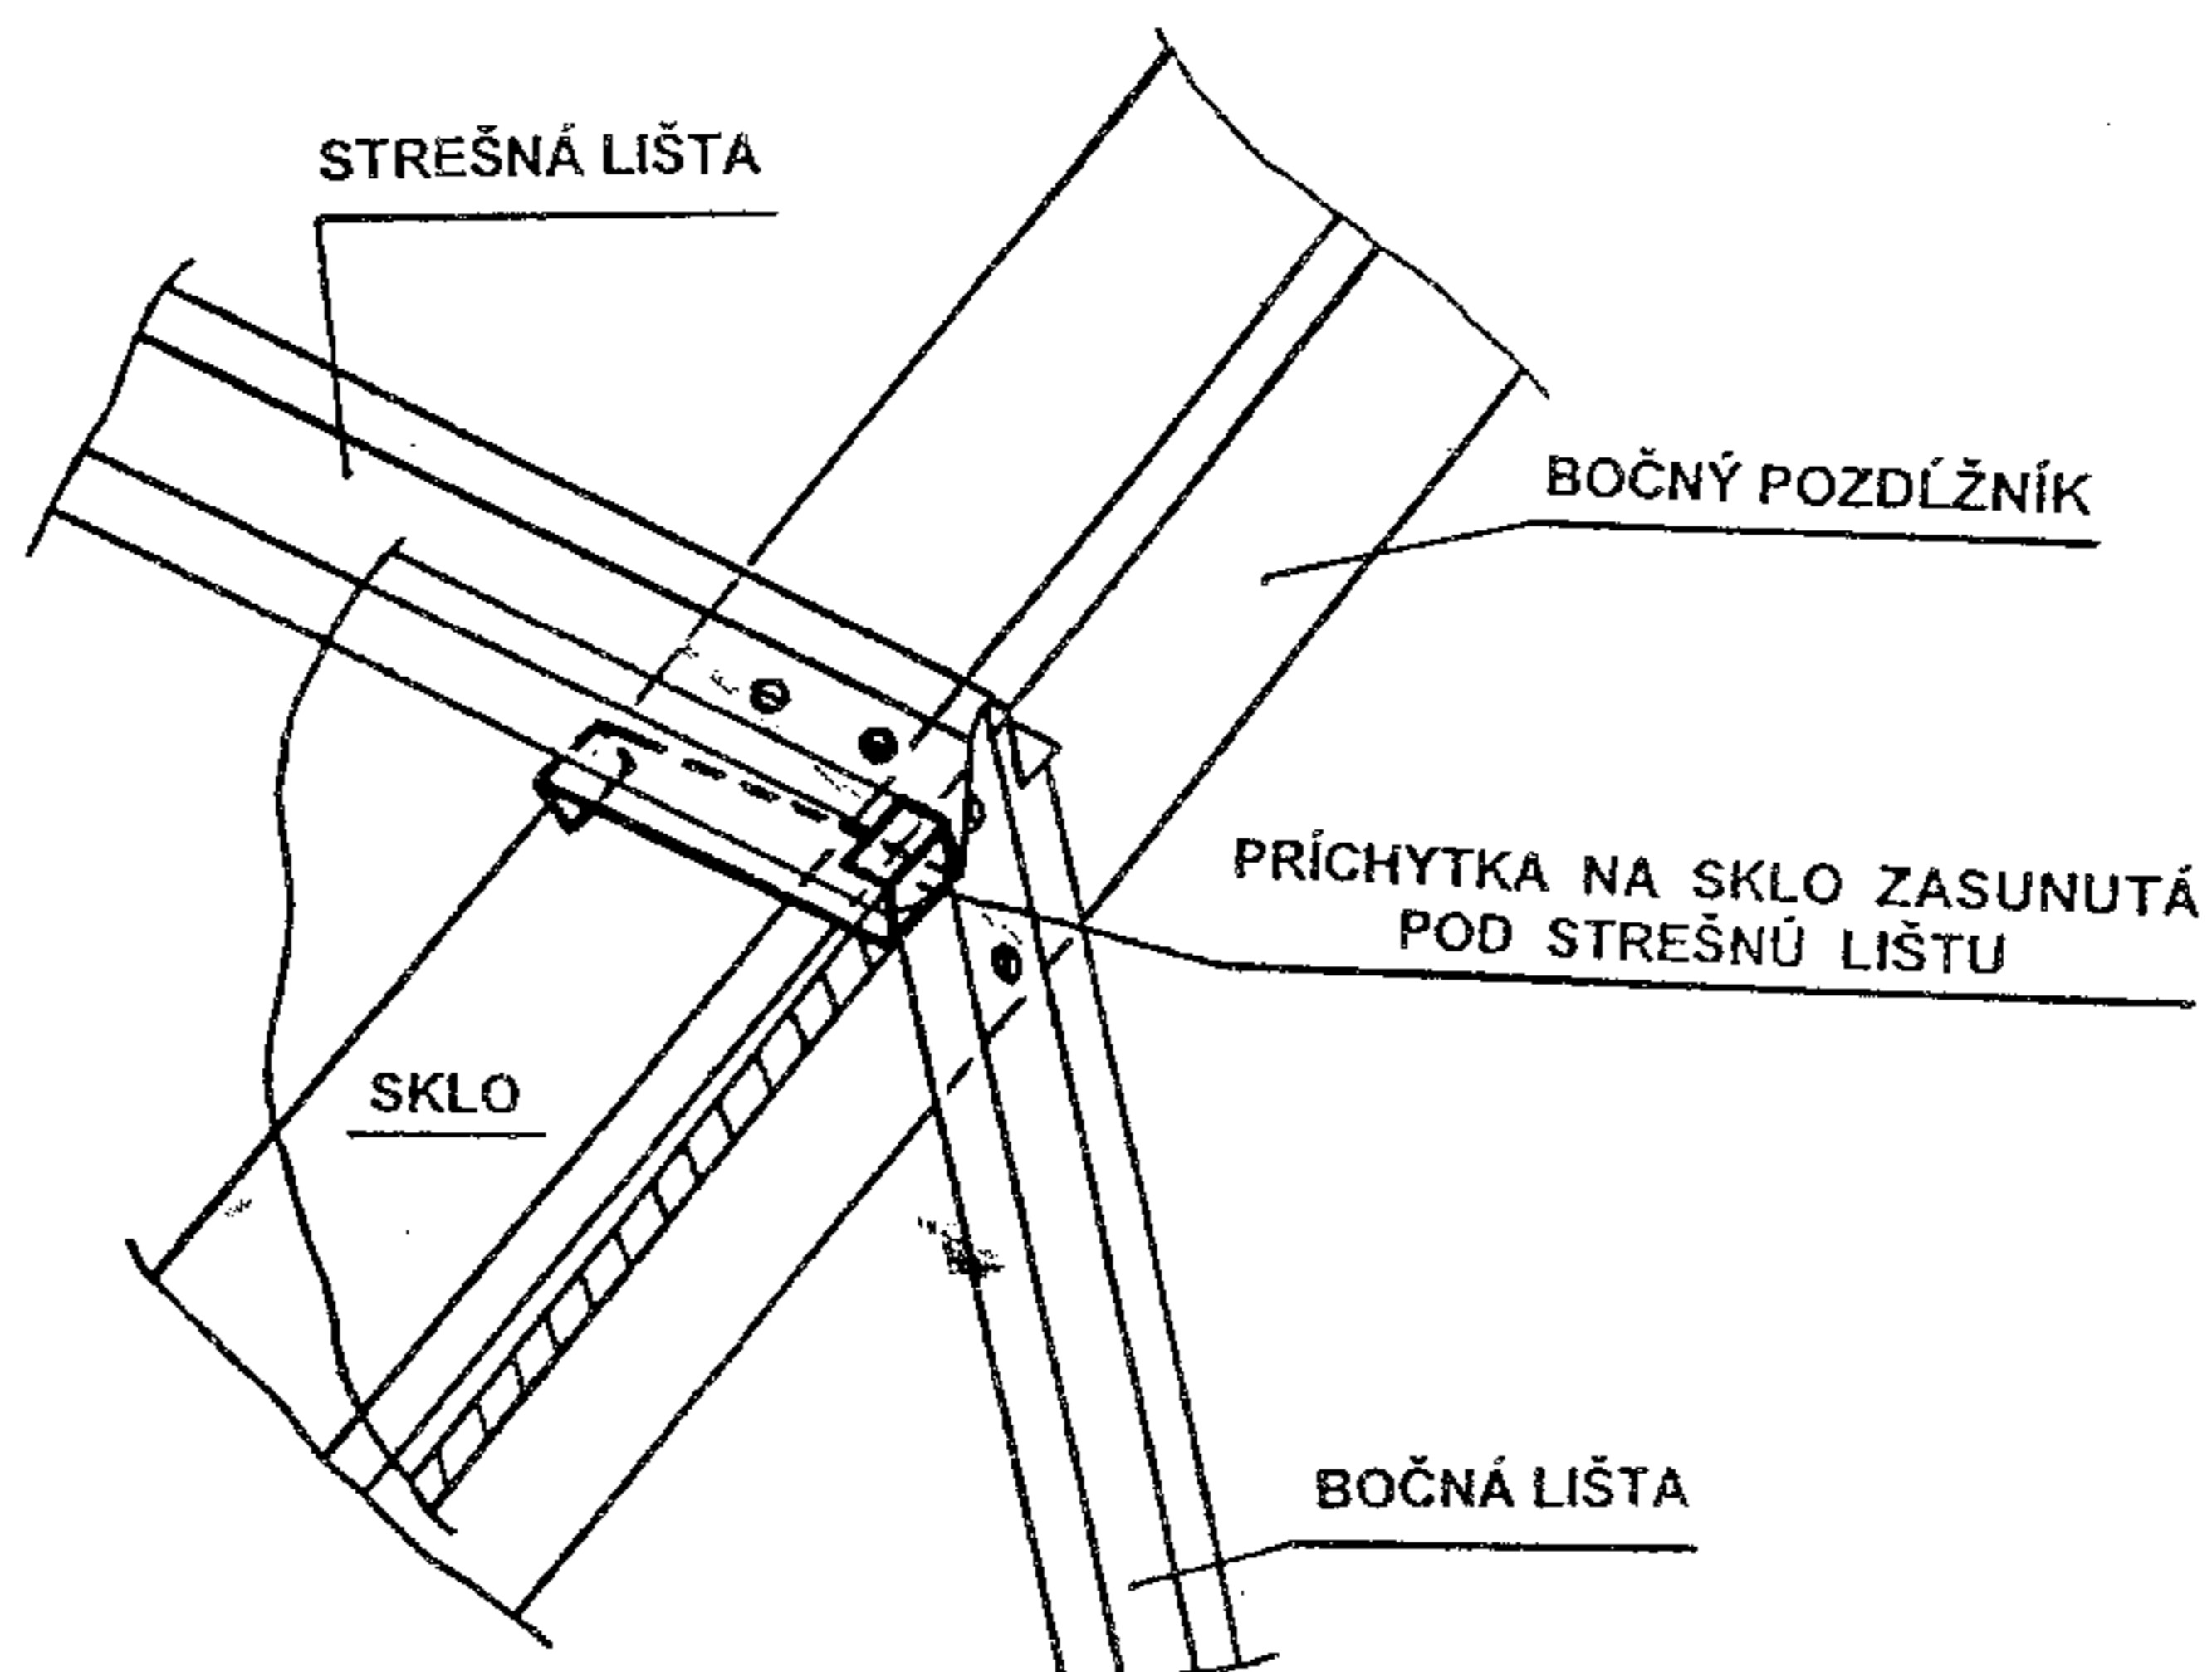 STREŠNÁ LIŠTA
BOČNÝ POZDĹŽNÍK
PRÍCHYTKA NA SKLO ZASUNUTÁ
POD STREŠNÚ LIŠTU
SKLO
BOČNÁ LIŠTA